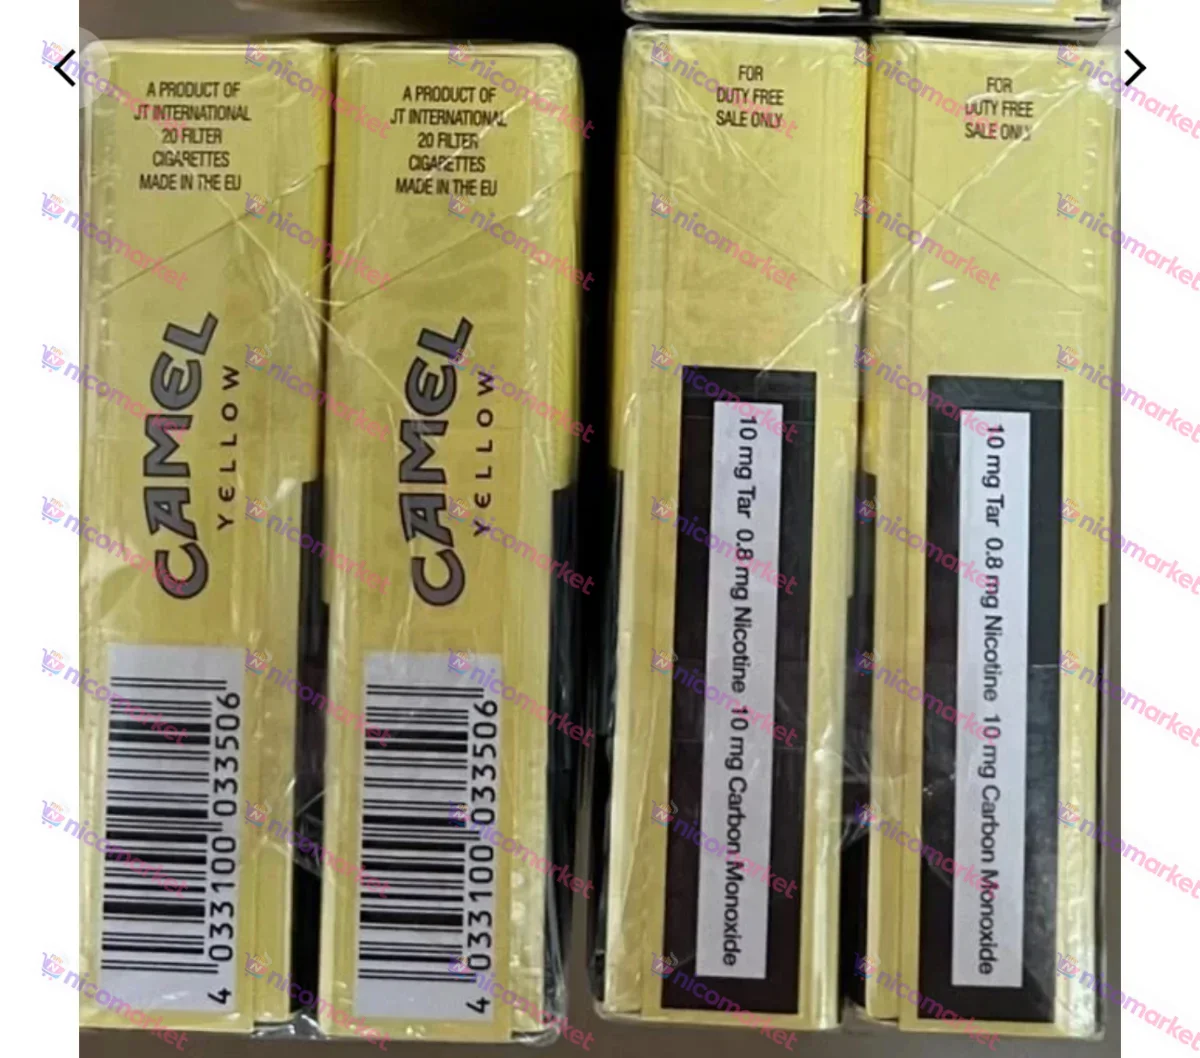 A PRODUCT OF
JT INTERNATIONAL
20 FILTER
CIGARETTES
MADE IN THE EU
CAMEL
YELLOW
4 033100 033506
A PRODUCT OF
JT INTERNATIONAL
20 FILTER
CIGARETTES
MADE IN THE EU
CAMEL
YELLOW
4 033100 033506
FOR
DUTY FREE
SALE ONLY
10 mg Tar 0.8 mg Nicotine 10 mg Carbon Monoxide
FOR
DUTY FREE
SALE ONLY
10 mg Tar 0.8 mg Nicotine 10 mg Carbon Monoxide
nicomarket